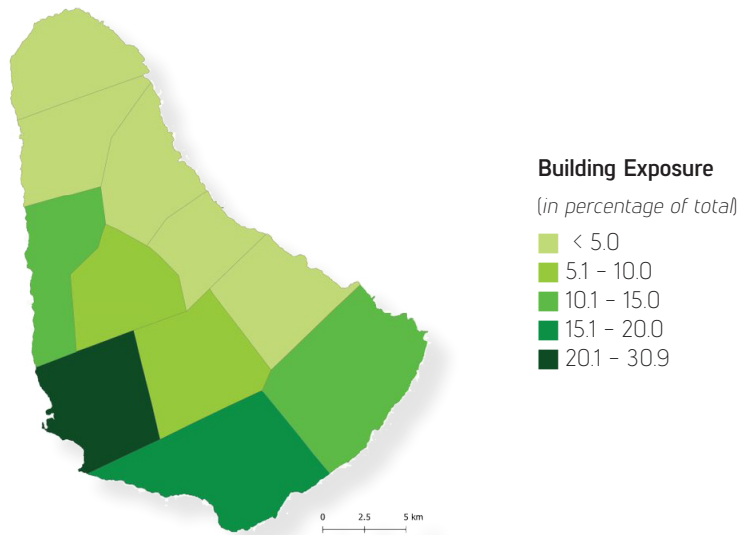 Building Exposure
(in percentage of total)
< 5.0
5.1 – 10.0
10.1 – 15.0
15.1 – 20.0
20.1 – 30.9
0 2.5 5 km